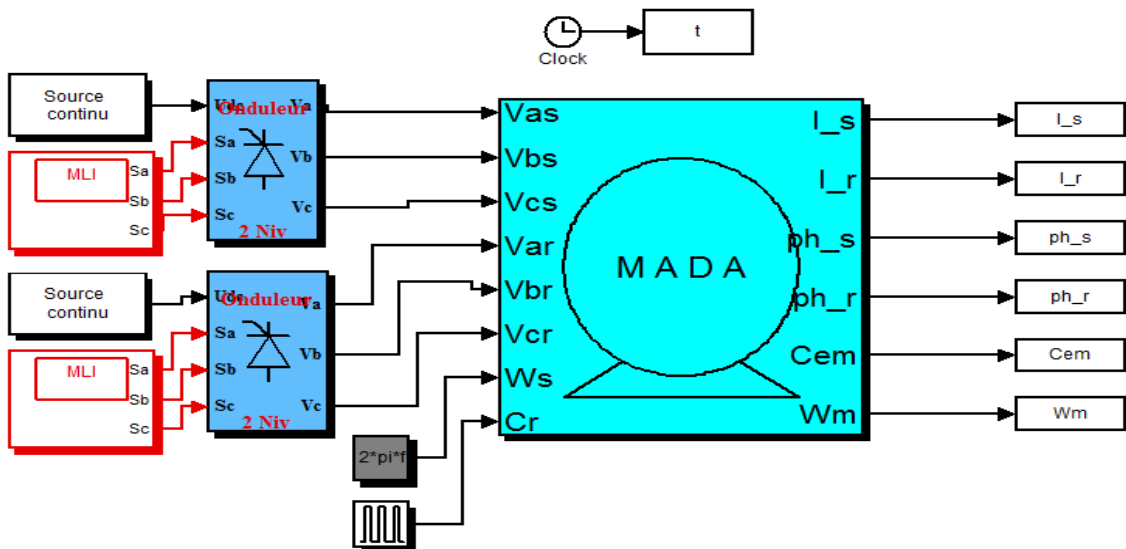 t
Clock
Source
continu
Vdc
Onduleur
Va
Sa
Vb
Sb
Vc
Sc
2 Niv
MLI
Sa
Sb
Sc
Source
continu
Vdc
Onduleur
Va
Sa
Vb
Sb
Vc
Sc
2 Niv
MLI
Sa
Sb
Sc
2*pi*f
Vas
Vbs
Vcs
Var
Vbr
Vcr
Ws
Cr
M A D A
I_s
I_r
ph_s
ph_r
Cem
Wm
I_s
I_r
ph_s
ph_r
Cem
Wm